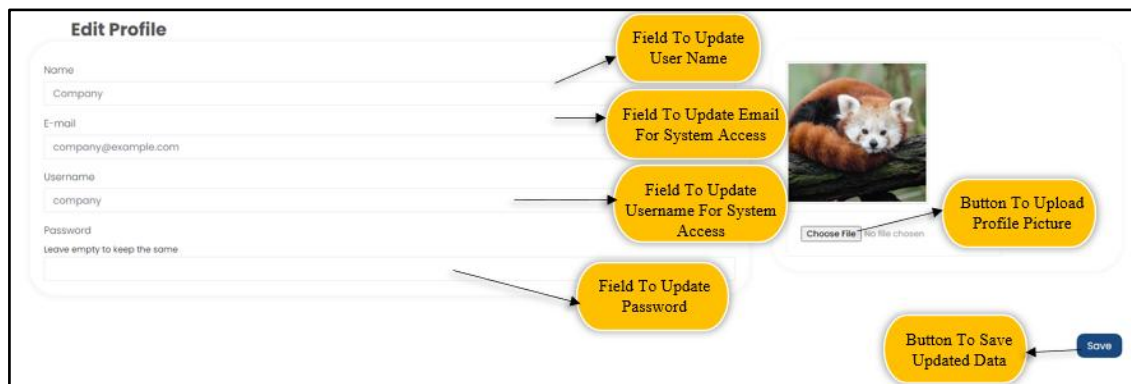 Edit Profile
Name
Company
E-mail
company@example.com
Username
company
Password
Leave empty to keep the same
Field To Update
User Name
Field To Update Email
For System Access
Field To Update
Username For System
Access
Field To Update
Password
Choose File No file chosen
Button To Upload
Profile Picture
Button To Save
Updated Data
Save